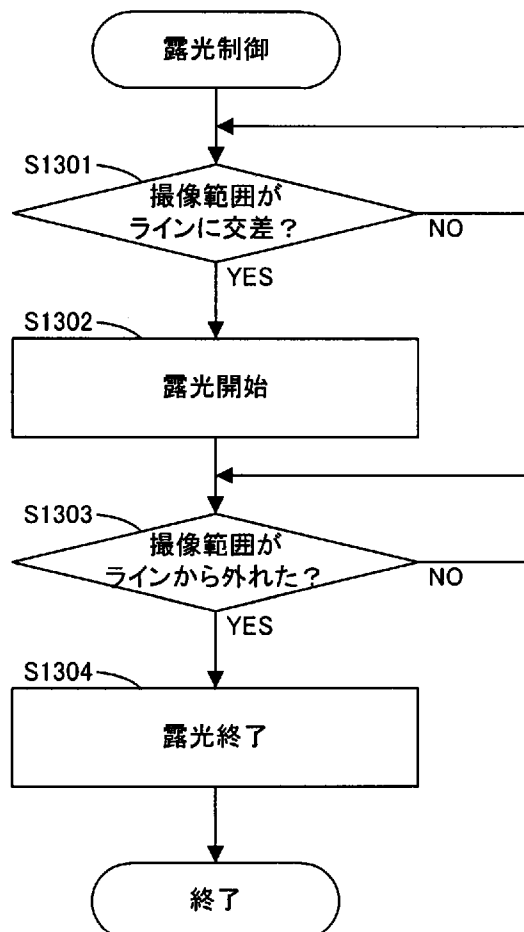 露光制御
S1301
撮像範囲が
ラインに交差?
NO
YES
S1302
露光開始
S1303
撮像範囲が
ラインから外れた?
NO
YES
S1304
露光終了
終了